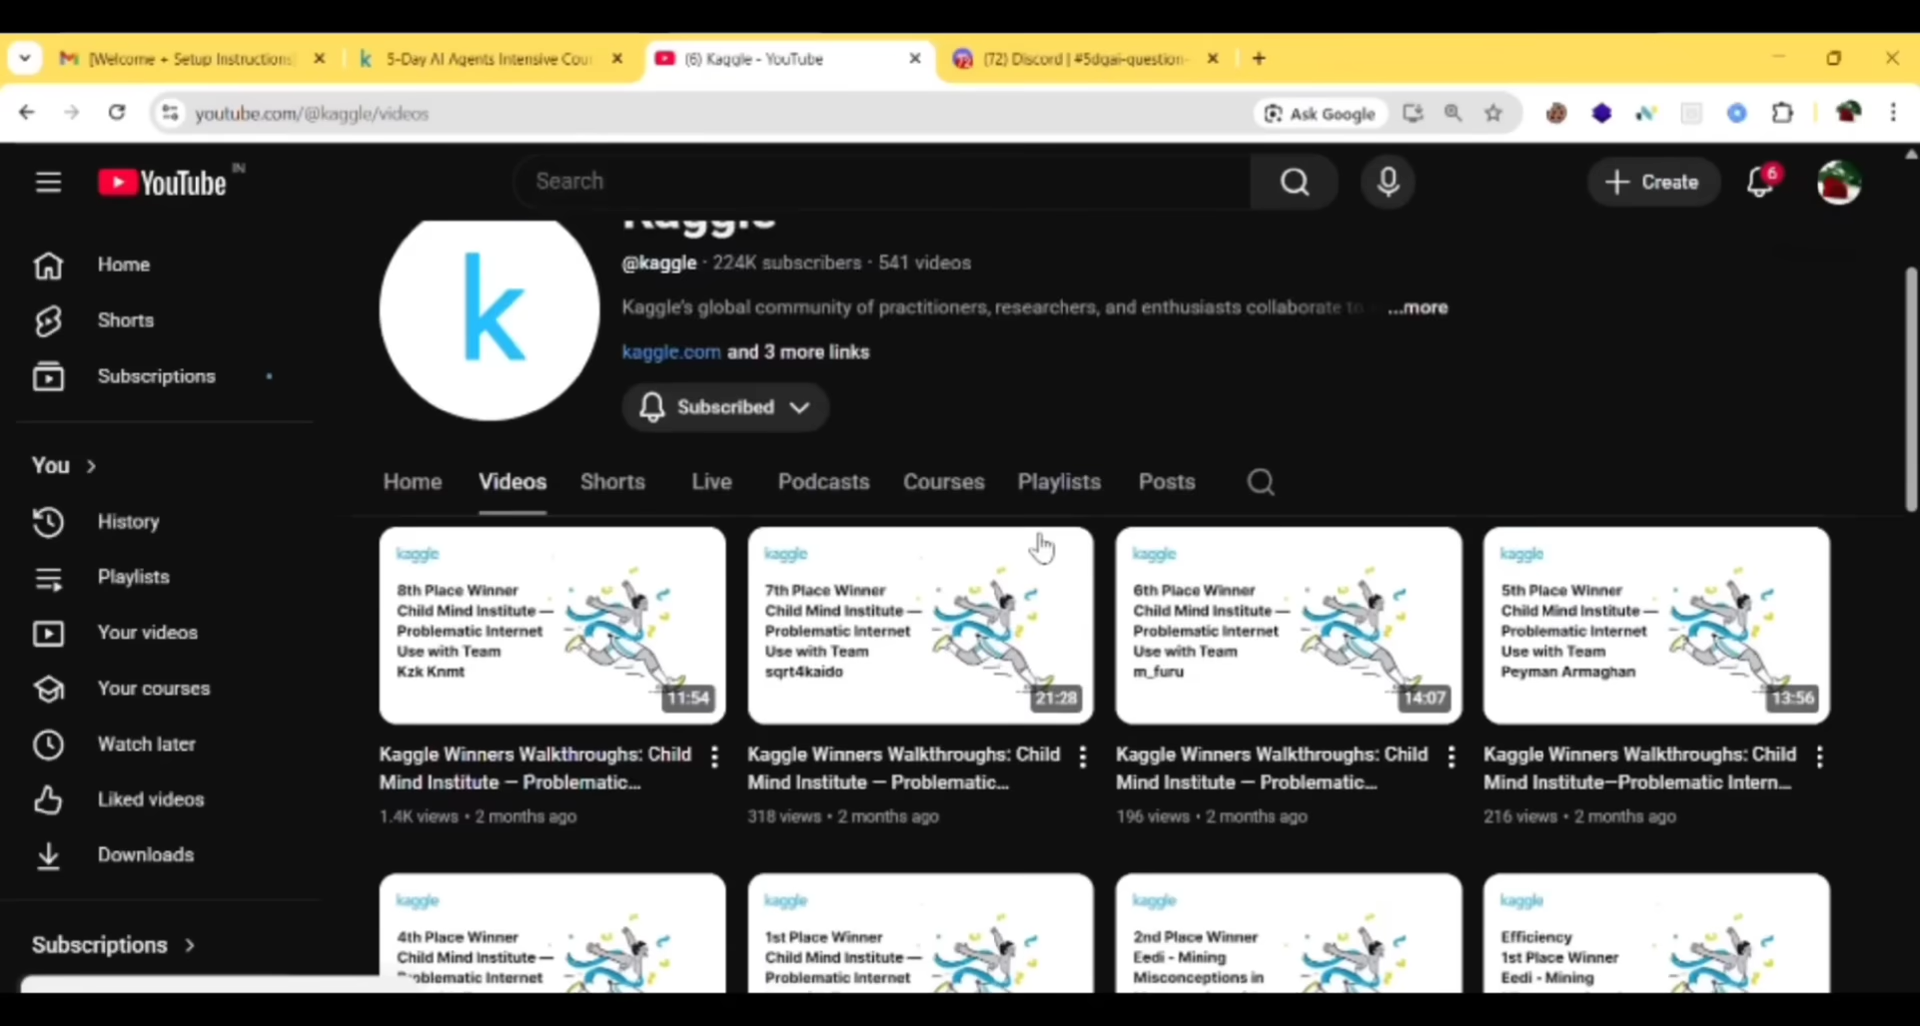 [Welcome + Setup Instructions
5-Day AI Agents Intensive Cou
(6) Kaggle - YouTube
(72) Discord | #5dgai-question-
youtube.com/@kaggle/videos
Ask Google
YouTube IN
Search
Create
6
Home
Shorts
Subscriptions
You
History
Playlists
Your videos
Your courses
Watch later
Liked videos
Downloads
Subscriptions
Kaggle
@kaggle · 224K subscribers · 541 videos
Kaggle's global community of practitioners, researchers, and enthusiasts collaborate to ...more
kaggle.com and 3 more links
Subscribed
Home Videos Shorts Live Podcasts Courses Playlists Posts
kaggle
8th Place Winner
Child Mind Institute —
Problematic Internet
Use with Team
Kzk Knmt
11:54
Kaggle Winners Walkthroughs: Child
Mind Institute – Problematic...
1.4K views • 2 months ago
kaggle
7th Place Winner
Child Mind Institute —
Problematic Internet
Use with Team
sqrt4kaido
21:28
Kaggle Winners Walkthroughs: Child
Mind Institute – Problematic...
318 views • 2 months ago
kaggle
6th Place Winner
Child Mind Institute —
Problematic Internet
Use with Team
m_furu
14:07
Kaggle Winners Walkthroughs: Child
Mind Institute – Problematic...
196 views • 2 months ago
kaggle
5th Place Winner
Child Mind Institute —
Problematic Internet
Use with Team
Peyman Armaghan
13:56
Kaggle Winners Walkthroughs: Child
Mind Institute—Problematic Intern...
216 views • 2 months ago
kaggle
4th Place Winner
Child Mind Institute —
Problematic Internet
kaggle
1st Place Winner
Child Mind Institute —
Problematic Internet
kaggle
2nd Place Winner
Eedi - Mining
Misconceptions in
kaggle
Efficiency
1st Place Winner
Eedi - Mining